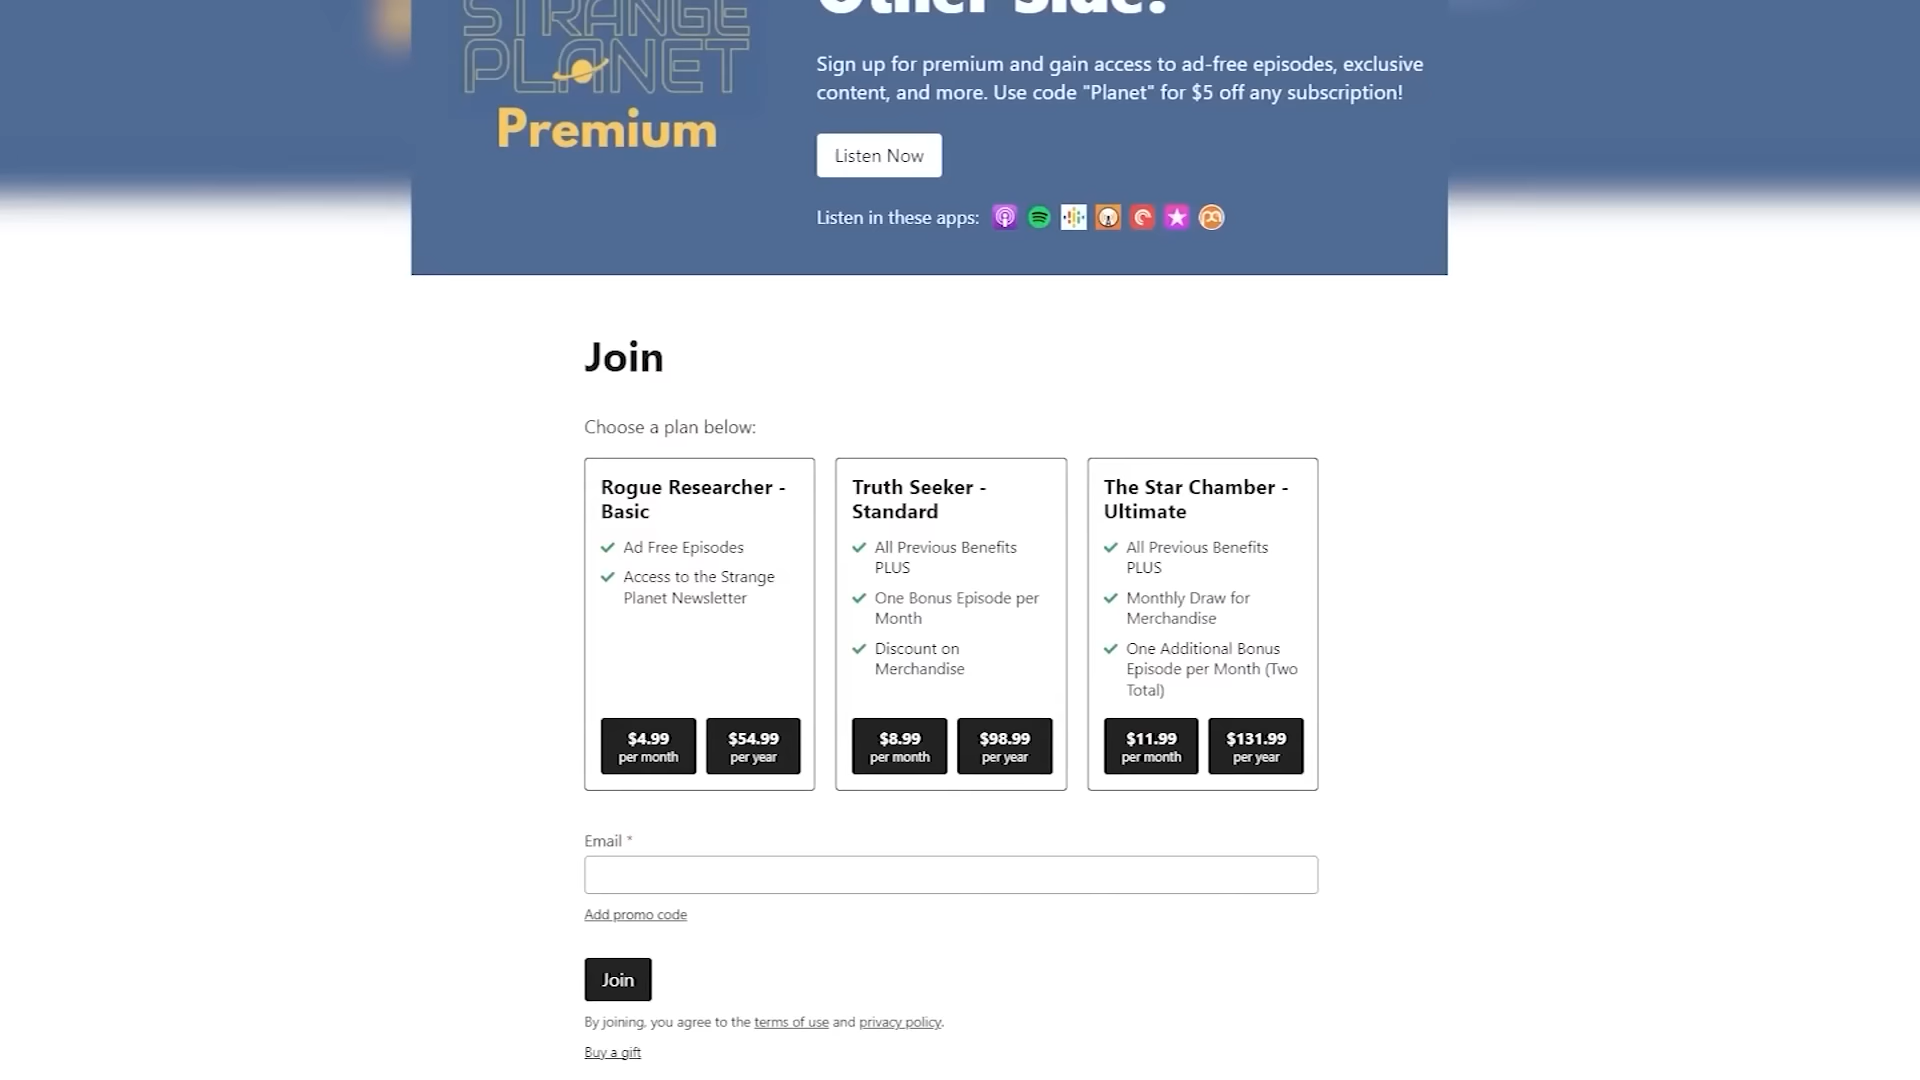 STRANGE
PLANET
Premium
Other Side?
Sign up for premium and gain access to ad-free episodes, exclusive
content, and more. Use code "Planet" for $5 off any subscription!
Listen Now
Listen in these apps:
Join
Choose a plan below:
Rogue Researcher -
Basic
Ad Free Episodes
Access to the Strange
Planet Newsletter
$4.99
per month
$54.99
per year
Truth Seeker -
Standard
All Previous Benefits
PLUS
One Bonus Episode per
Month
Discount on
Merchandise
$8.99
per month
$98.99
per year
The Star Chamber -
Ultimate
All Previous Benefits
PLUS
Monthly Draw for
Merchandise
One Additional Bonus
Episode per Month (Two
Total)
$11.99
per month
$131.99
per year
Email *
Add promo code
Join
By joining, you agree to the terms of use and privacy policy.
Buy a gift